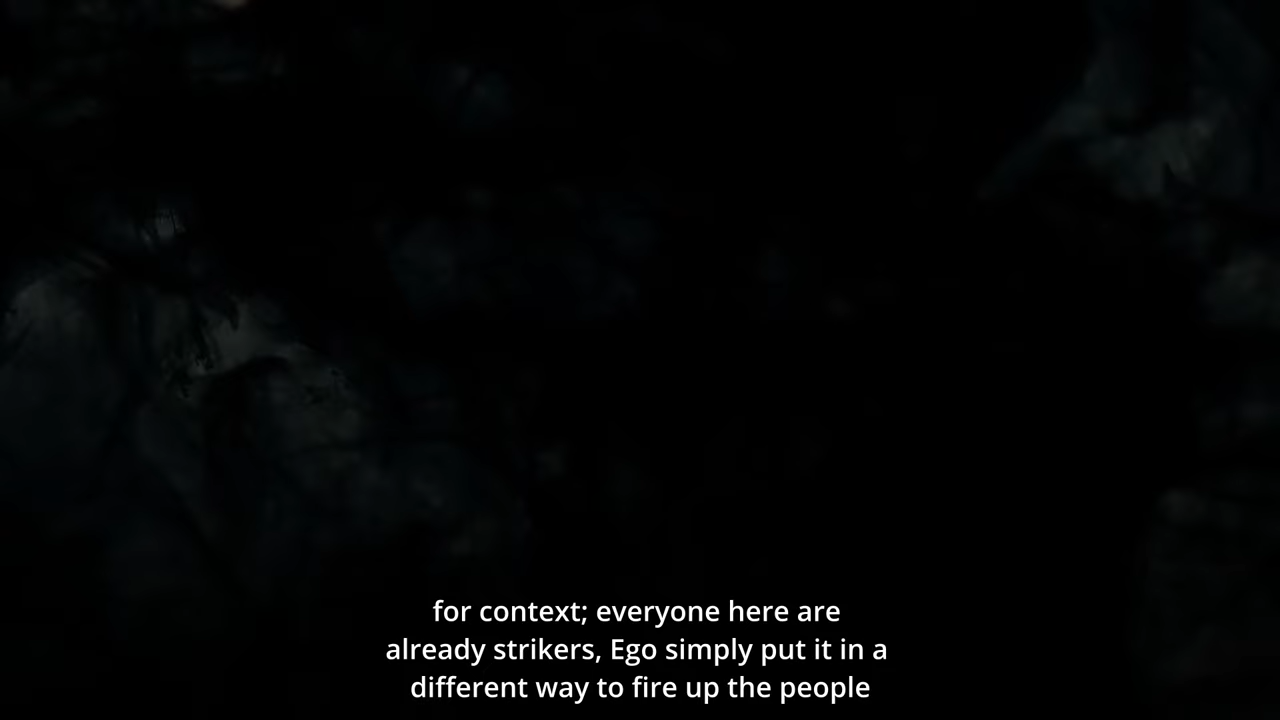 for context; everyone here are
already strikers, Ego simply put it in a
different way to fire up the people